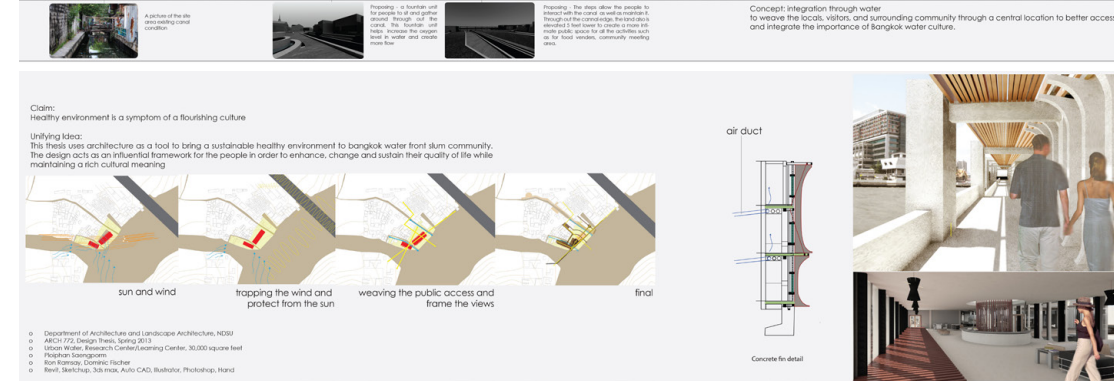 A picture of the site
area existing canal
condition
Proposing - a fountain unit
for people to sit and gather
around through out the
canal. This fountain unit
helps increase the oxygen
level in water and create
more flow
Proposing - The steps allow the people to
interact with the canal as well as maintain it.
Through out the cannal edge, the land also is
elevated 5 feet lower to create a more inti-
mate public space for all the activities such
as for food venders, community meeting
area.
Concept: integration through water
to weave the locals, visitors, and surrounding community through a central location to better access
and integrate the importance of Bangkok water culture.
Claim:
Healthy environment is a symptom of a flourishing culture
Unifying Idea:
This thesis uses architecture as a tool to bring a sustainable healthy environment to bangkok water front slum community.
The design acts as an influential framework for the people in order to enhance, change and sustain their quality of life while
maintaining a rich cultural meaning
sun and wind
trapping the wind and
protect from the sun
weaving the public access and
frame the views
final
air duct
Concrete fin detail
o Department of Architecture and Landscape Architecture, NDSU
o ARCH 772, Design Thesis, Spring 2013
o Urban Water, Research Center/Learning Center, 30,000 square feet
o Ploiphan Saengporm
o Ron Ramsay, Dominic Fischer
o Revit, Sketchup, 3ds max, Auto CAD, Illustrator, Photoshop, Hand